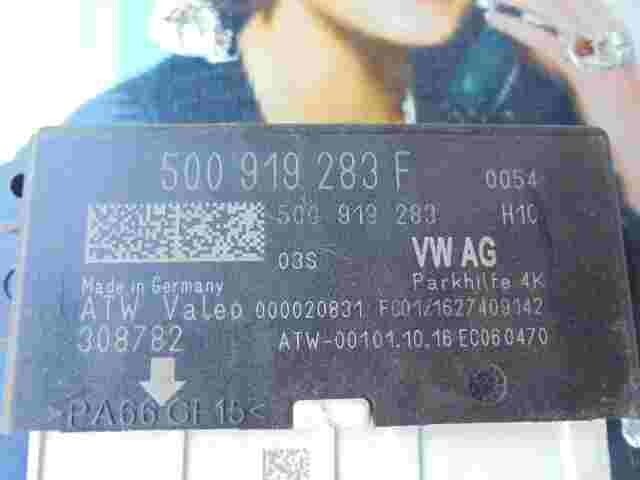 5Q0 919 283 F 0054
5Q0 919 283 H10
03S VW AG
Made in Germany Parkhilfe 4K
ATW Valeo 000020831 FC01/1627409142
308782 ATW-00101.10.16 EC060470
>PA66 GF15<